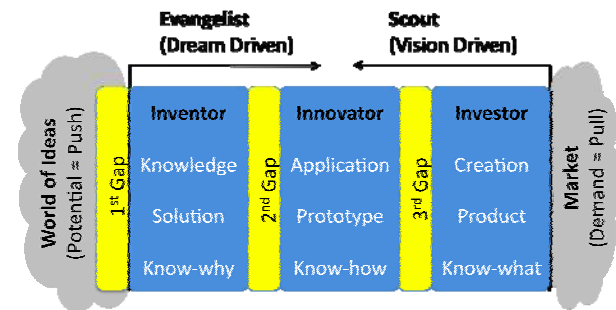 Evangelist
(Dream Driven)
Scout
(Vision Driven)
World of Ideas
(Potential = Push)
1st Gap
Inventor
Knowledge
Solution
Know-why
2nd Gap
Innovator
Application
Prototype
Know-how
3rd Gap
Investor
Creation
Product
Know-what
Market
(Demand = Pull)